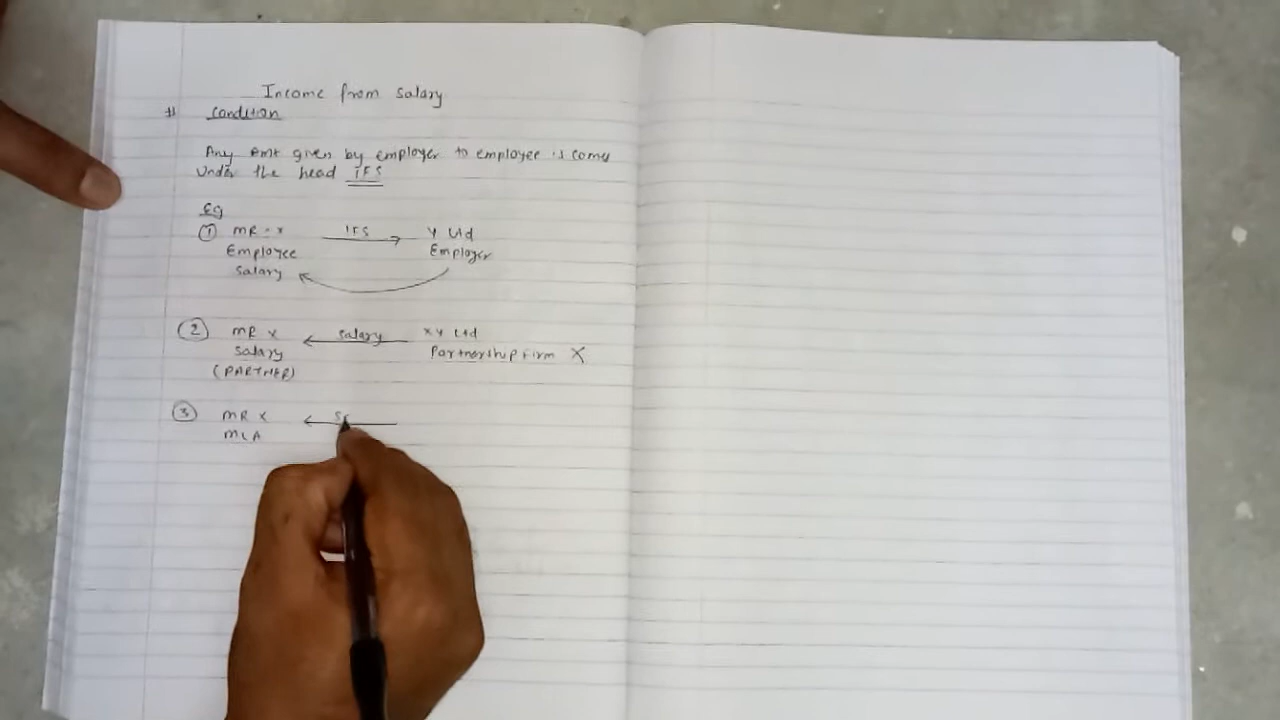 Income from salary
# Condition
Any Amt given by employer to employee is comes
under the head IFS
Eg
① MR. X IFS Y Ltd
Employee Employer
Salary
② MR X Salary XY Ltd
Salary Partnership Firm X
(PARTNER)
③ MR X
MLA